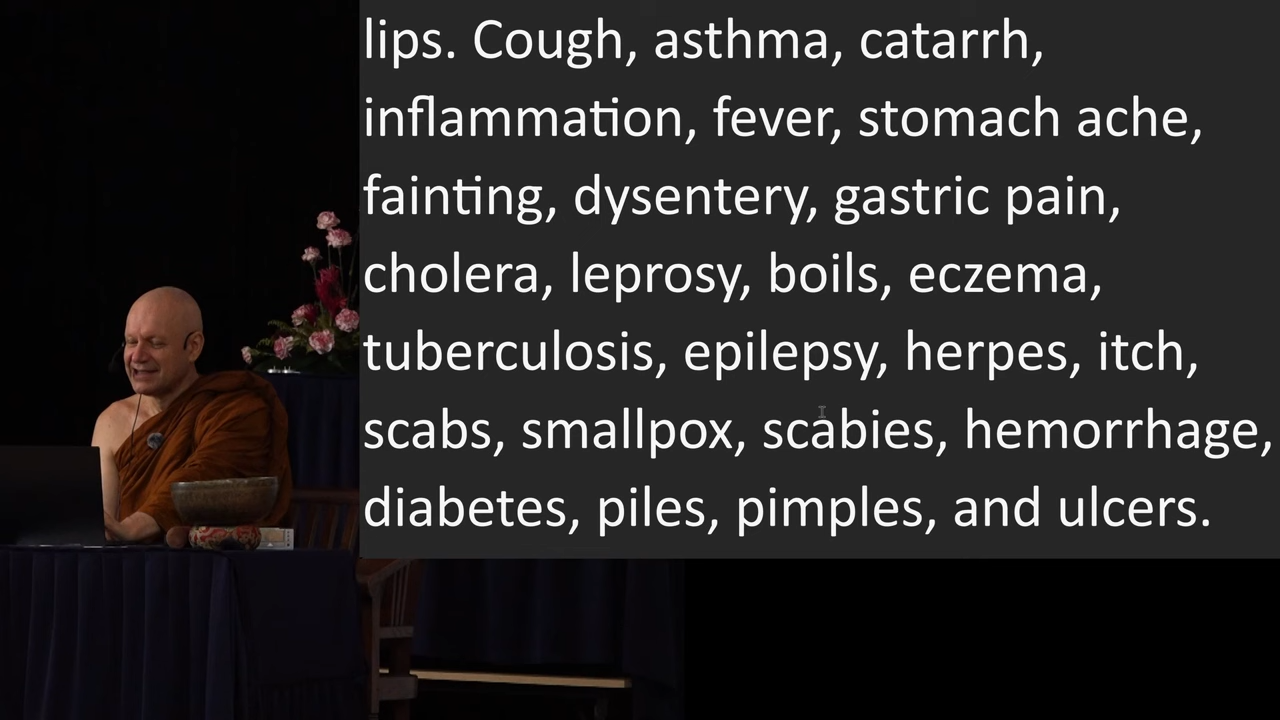 lips. Cough, asthma, catarrh,
inflammation, fever, stomach ache,
fainting, dysentery, gastric pain,
cholera, leprosy, boils, eczema,
tuberculosis, epilepsy, herpes, itch,
scabs, smallpox, scabies, hemorrhage,
diabetes, piles, pimples, and ulcers.